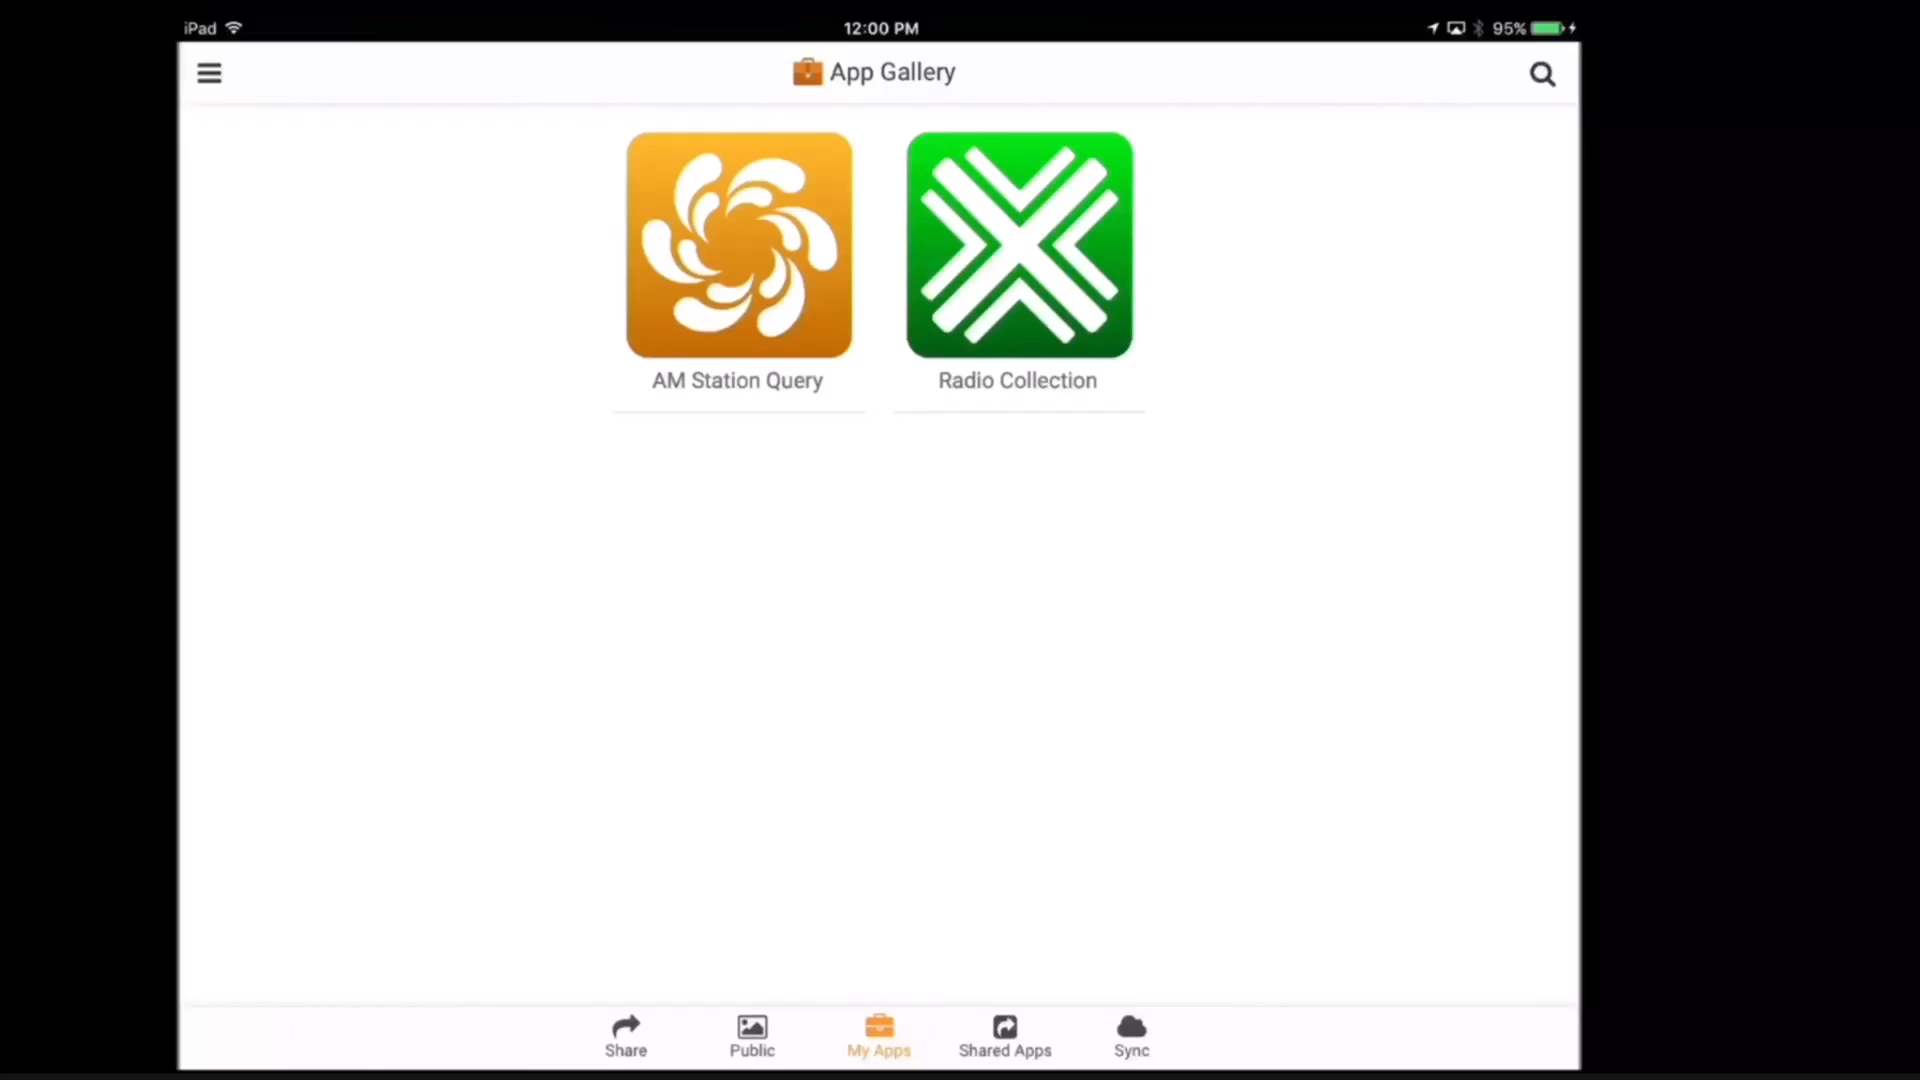 iPad
12:00 PM
95%
App Gallery
AM Station Query
Radio Collection
Share
Public
My Apps
Shared Apps
Sync